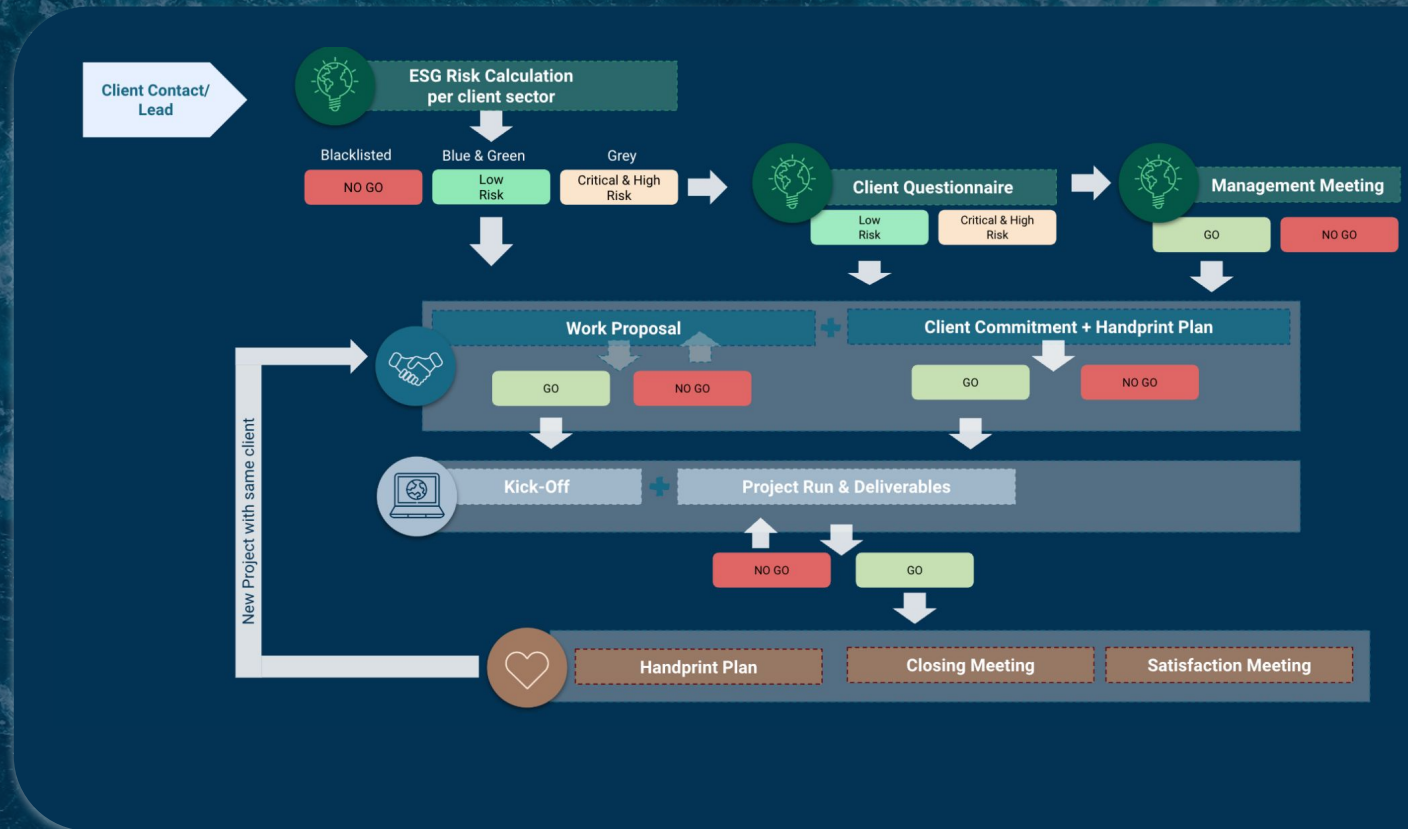 Client Contact/
Lead
ESG Risk Calculation
per client sector
Blacklisted
Blue & Green
Grey
NO GO
Low
Risk
Critical & High
Risk
Client Questionnaire
Low
Risk
Critical & High
Risk
Management Meeting
GO
NO GO
Work Proposal
Client Commitment + Handprint Plan
GO
NO GO
GO
NO GO
Kick-Off
Project Run & Deliverables
NO GO
GO
New Project with same client
Handprint Plan
Closing Meeting
Satisfaction Meeting